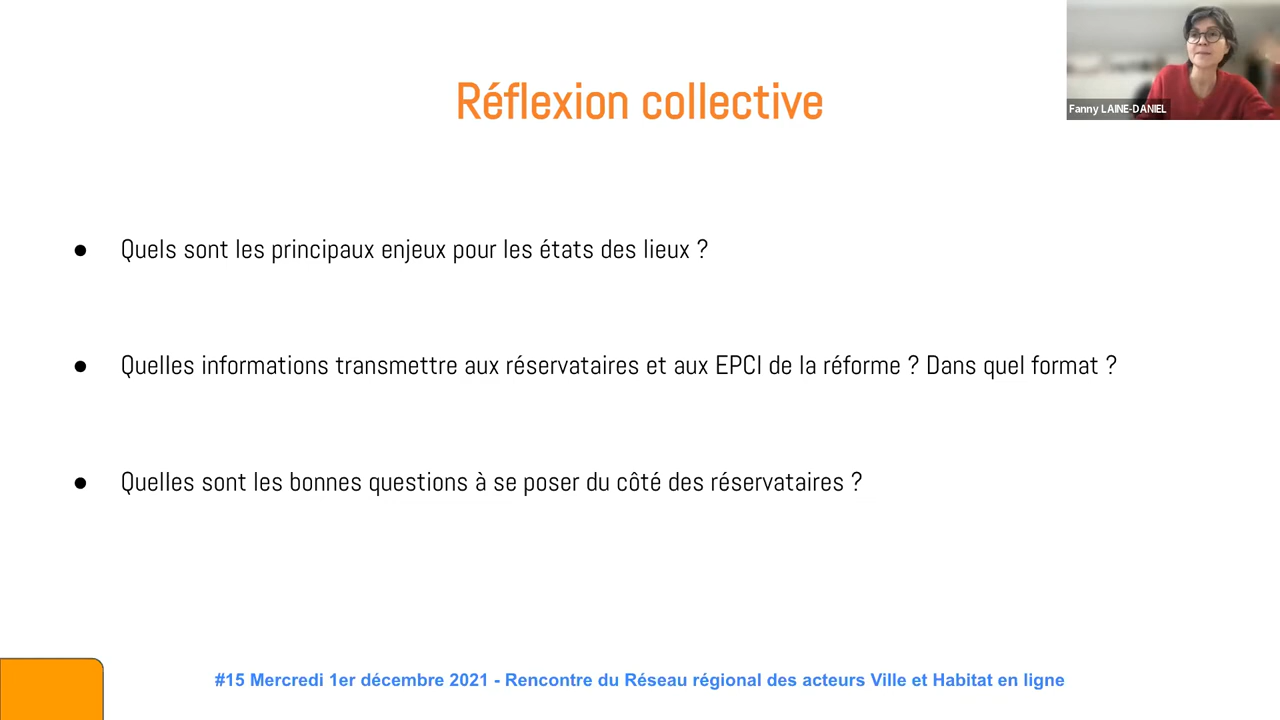 Réflexion collective
Fanny LAINE-DANIEL
● Quels sont les principaux enjeux pour les états des lieux ?
● Quelles informations transmettre aux réservataires et aux EPCI de la réforme ? Dans quel format ?
● Quelles sont les bonnes questions à se poser du côté des réservataires ?
#15 Mercredi 1er décembre 2021 - Rencontre du Réseau régional des acteurs Ville et Habitat en ligne